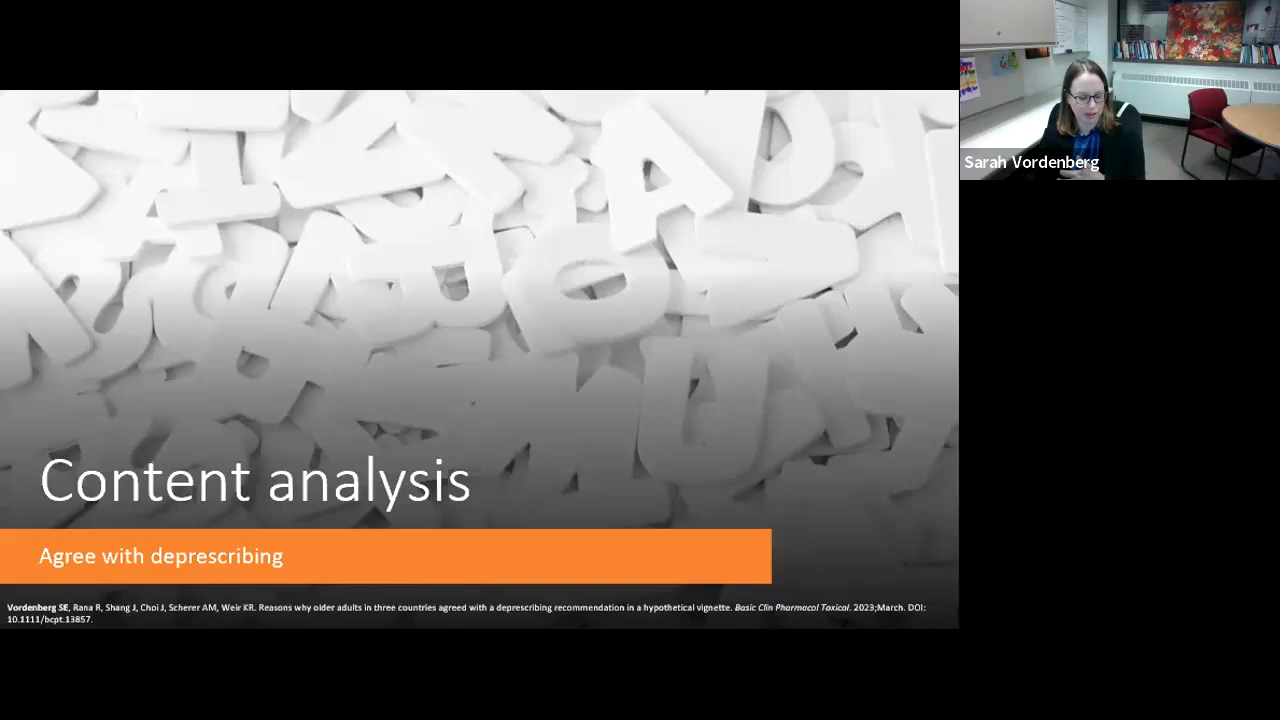 Sarah Vordenberg
Content analysis
Agree with deprescribing
Vordenberg SE, Rana R, Shang J, Choi J, Scherer AM, Weir KR. Reasons why older adults in three countries agreed with a deprescribing recommendation in a hypothetical vignette. Basic Clin Pharmacol Toxicol. 2023;March. DOI:
10.1111/bcpt.13857.